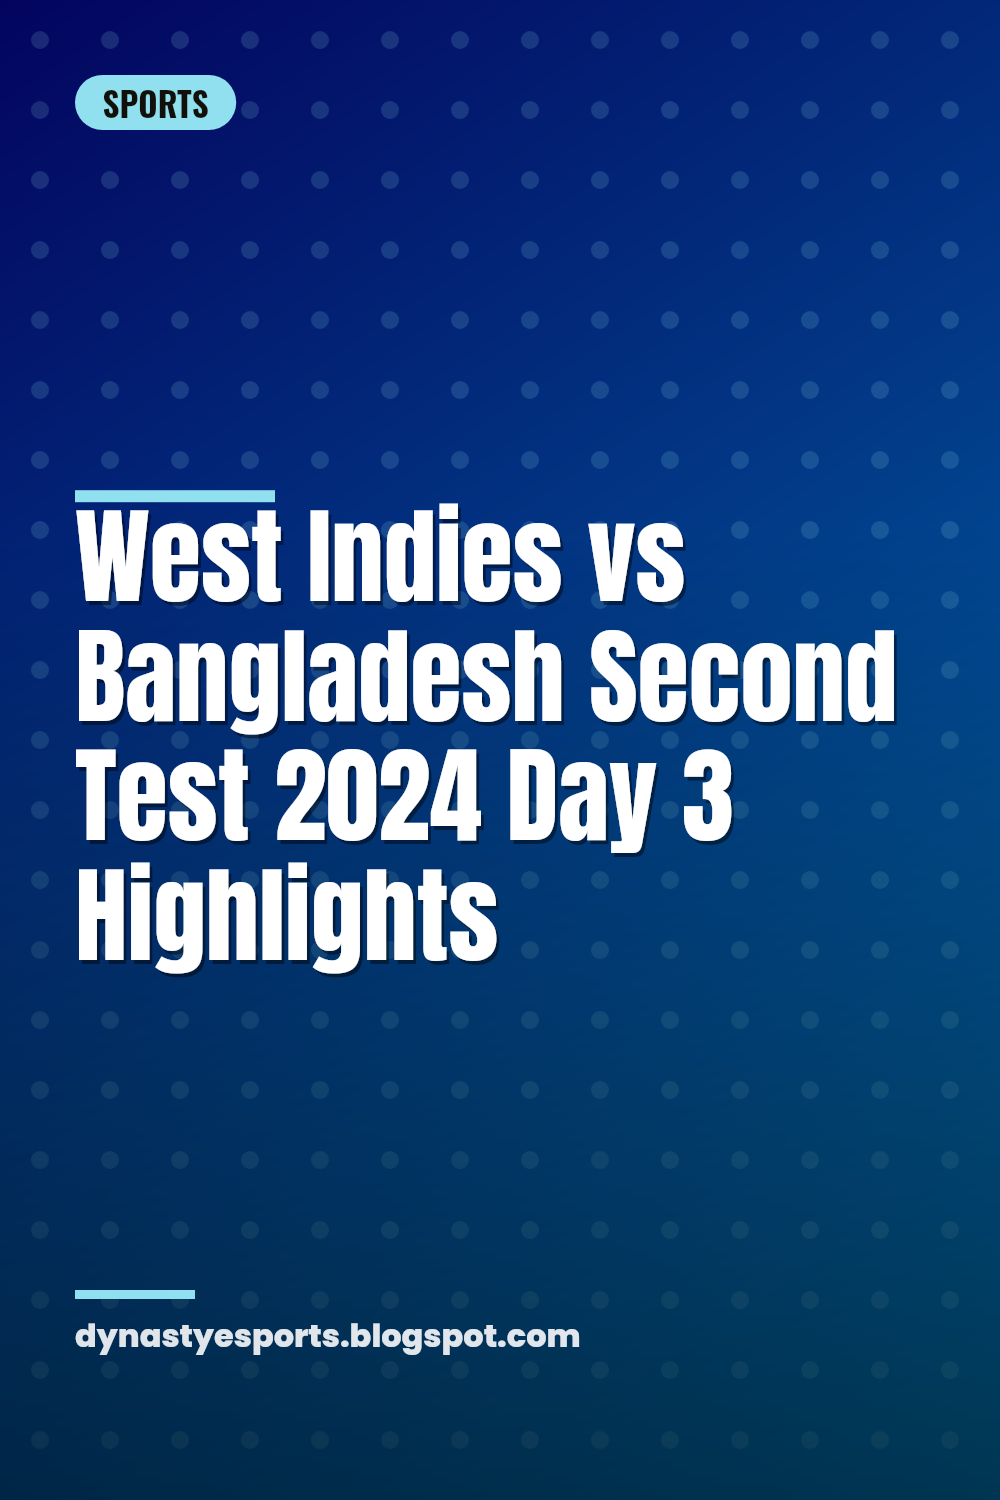 SPORTS
West Indies vs
Bangladesh Second
Test 2024 Day 3
Highlights
dynastyesports.blogspot.com